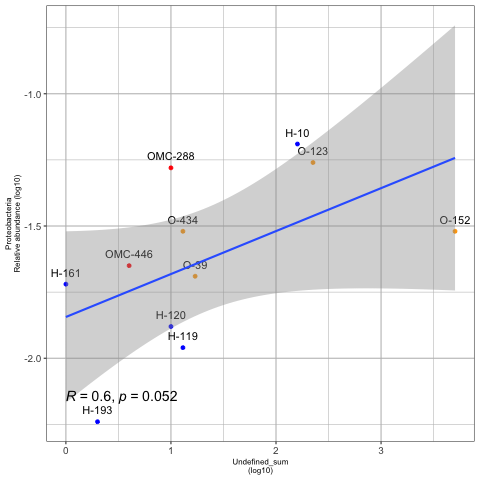 -1.0
-1.5
-2.0
Proteobacteria
Relative abundance (log10)
H-10
O-123
OMC-288
O-434
O-152
OMC-446
O-39
H-161
H-120
H-119
R = 0.6, p = 0.052
H-193
0
1
2
3
Undefined_sum
(log10)